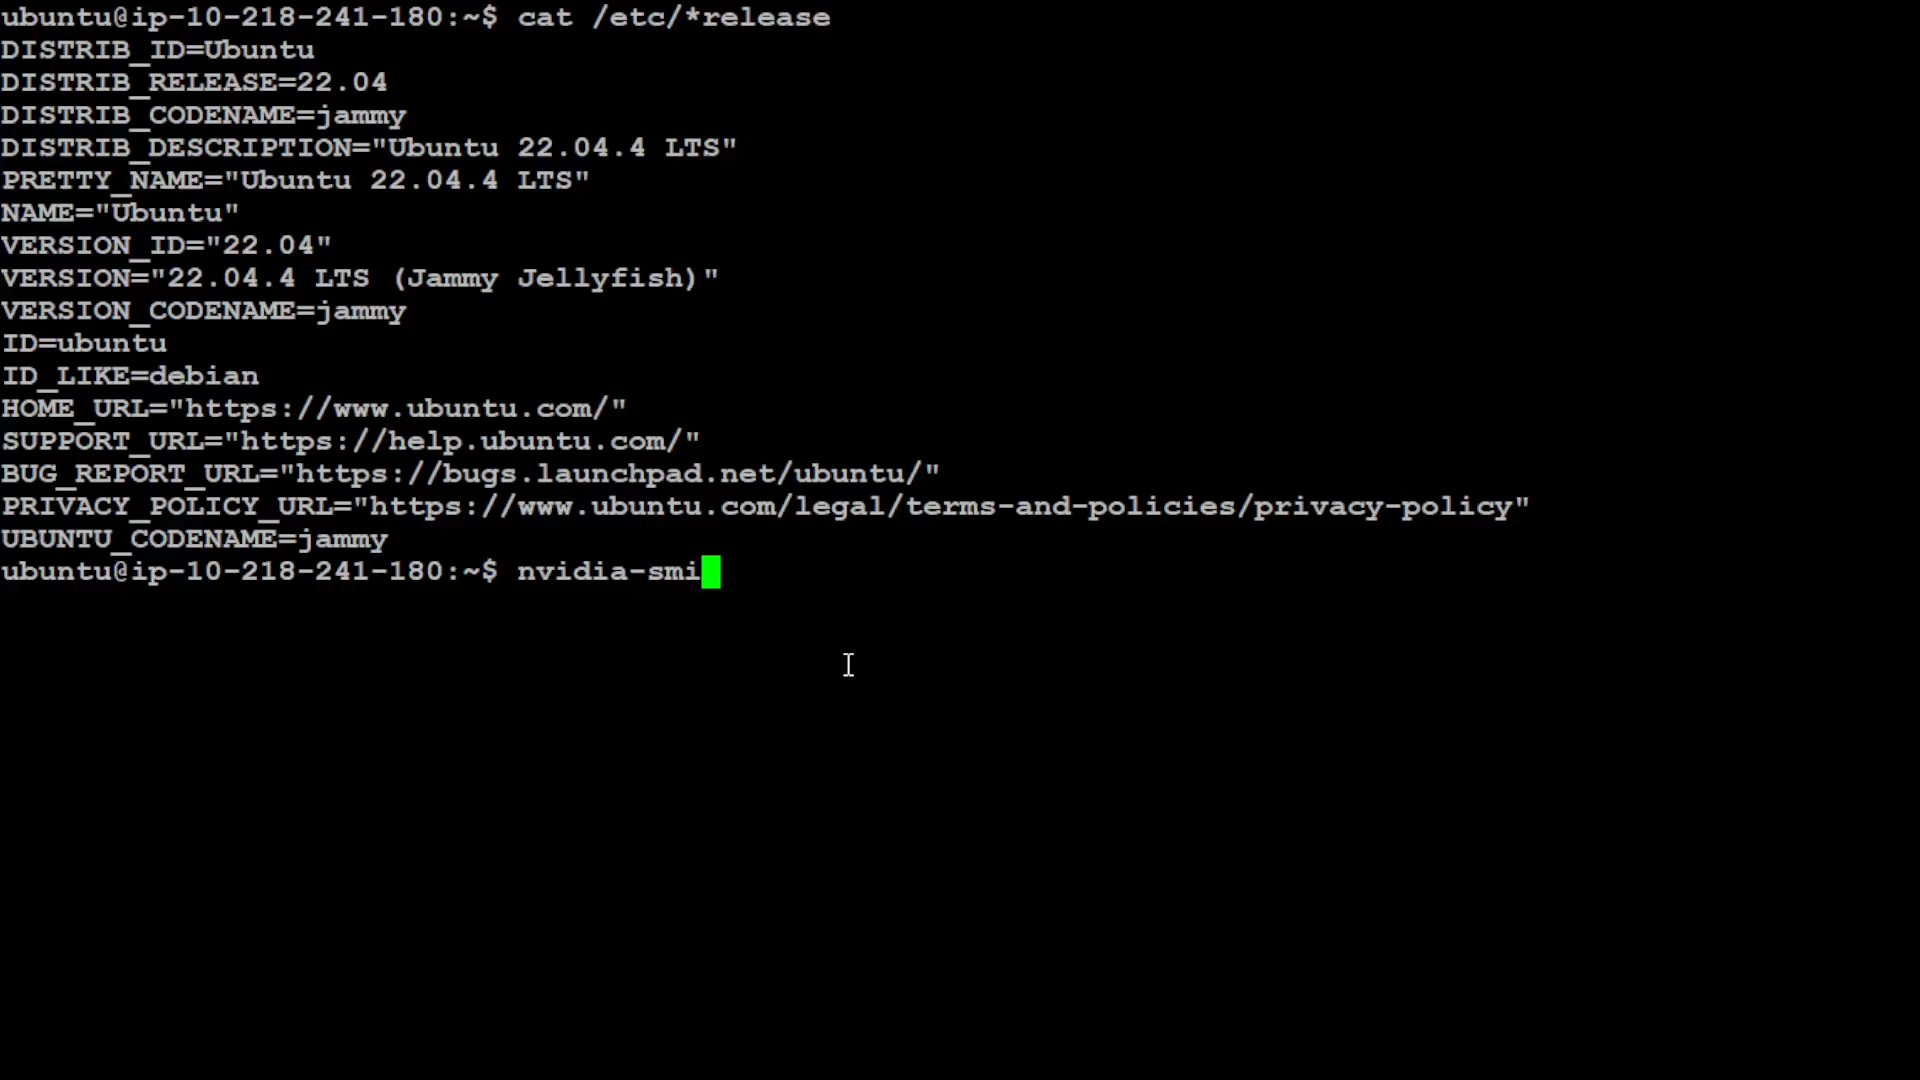 ubuntu@ip-10-218-241-180:~$ cat /etc/*release
DISTRIB_ID=Ubuntu
DISTRIB_RELEASE=22.04
DISTRIB_CODENAME=jammy
DISTRIB_DESCRIPTION="Ubuntu 22.04.4 LTS"
PRETTY_NAME="Ubuntu 22.04.4 LTS"
NAME="Ubuntu"
VERSION_ID="22.04"
VERSION="22.04.4 LTS (Jammy Jellyfish)"
VERSION_CODENAME=jammy
ID=ubuntu
ID_LIKE=debian
HOME_URL="https://www.ubuntu.com/"
SUPPORT_URL="https://help.ubuntu.com/"
BUG_REPORT_URL="https://bugs.launchpad.net/ubuntu/"
PRIVACY_POLICY_URL="https://www.ubuntu.com/legal/terms-and-policies/privacy-policy"
UBUNTU_CODENAME=jammy
ubuntu@ip-10-218-241-180:~$ nvidia-smi